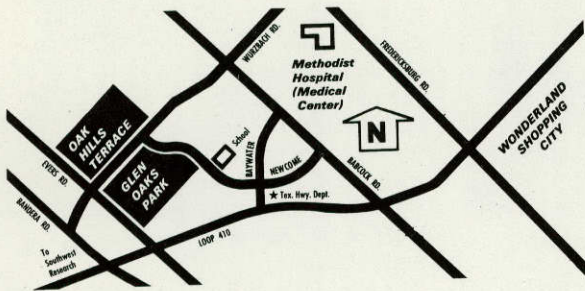 WURZBACH RD.
Methodist
Hospital
(Medical
Center)
FREDERICKSBURG RD.
N
WONDERLAND
SHOPPING
CITY
OAK
HILLS
TERRACE
School
BAYWATER
NEWCOME
BABCOCK RD.
EVERS RD.
GLEN
OAKS
PARK
★ Tex. Hwy. Dept.
BANDERA RD.
LOOP 410
To
Southwest
Research